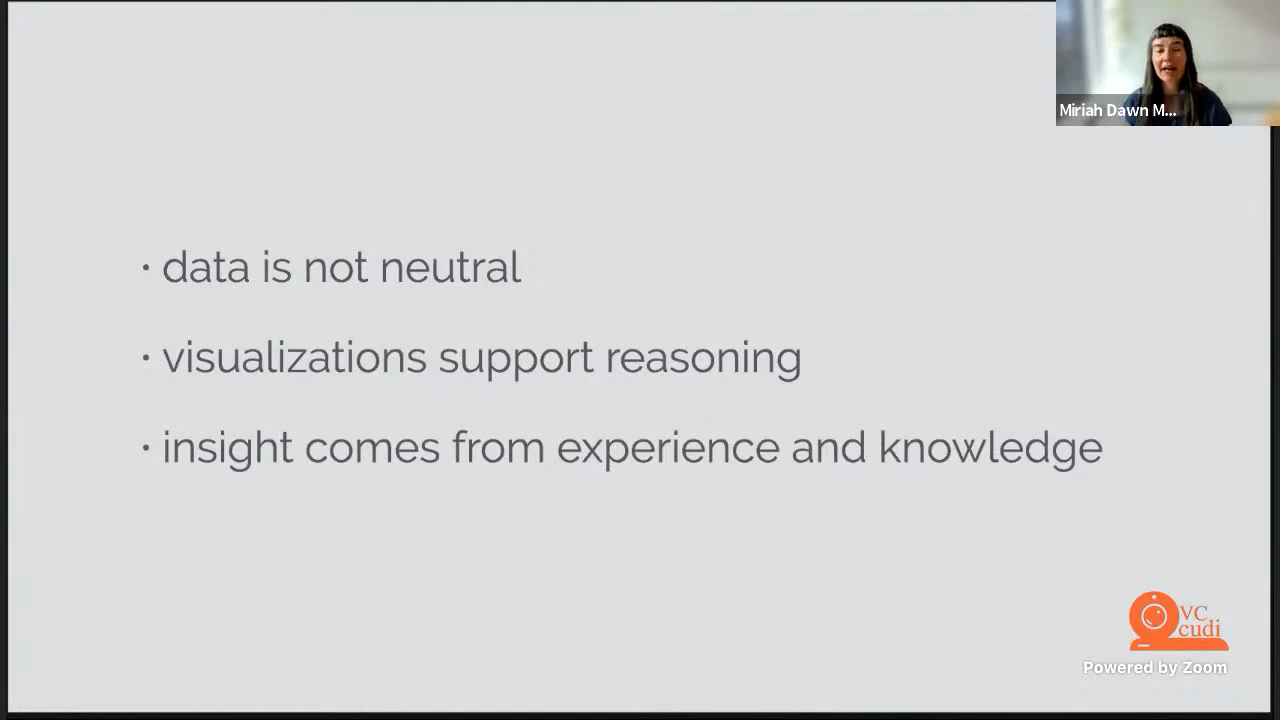 Miriah Dawn M...
· data is not neutral
· visualizations support reasoning
· insight comes from experience and knowledge
VC
cudi
Powered by Zoom